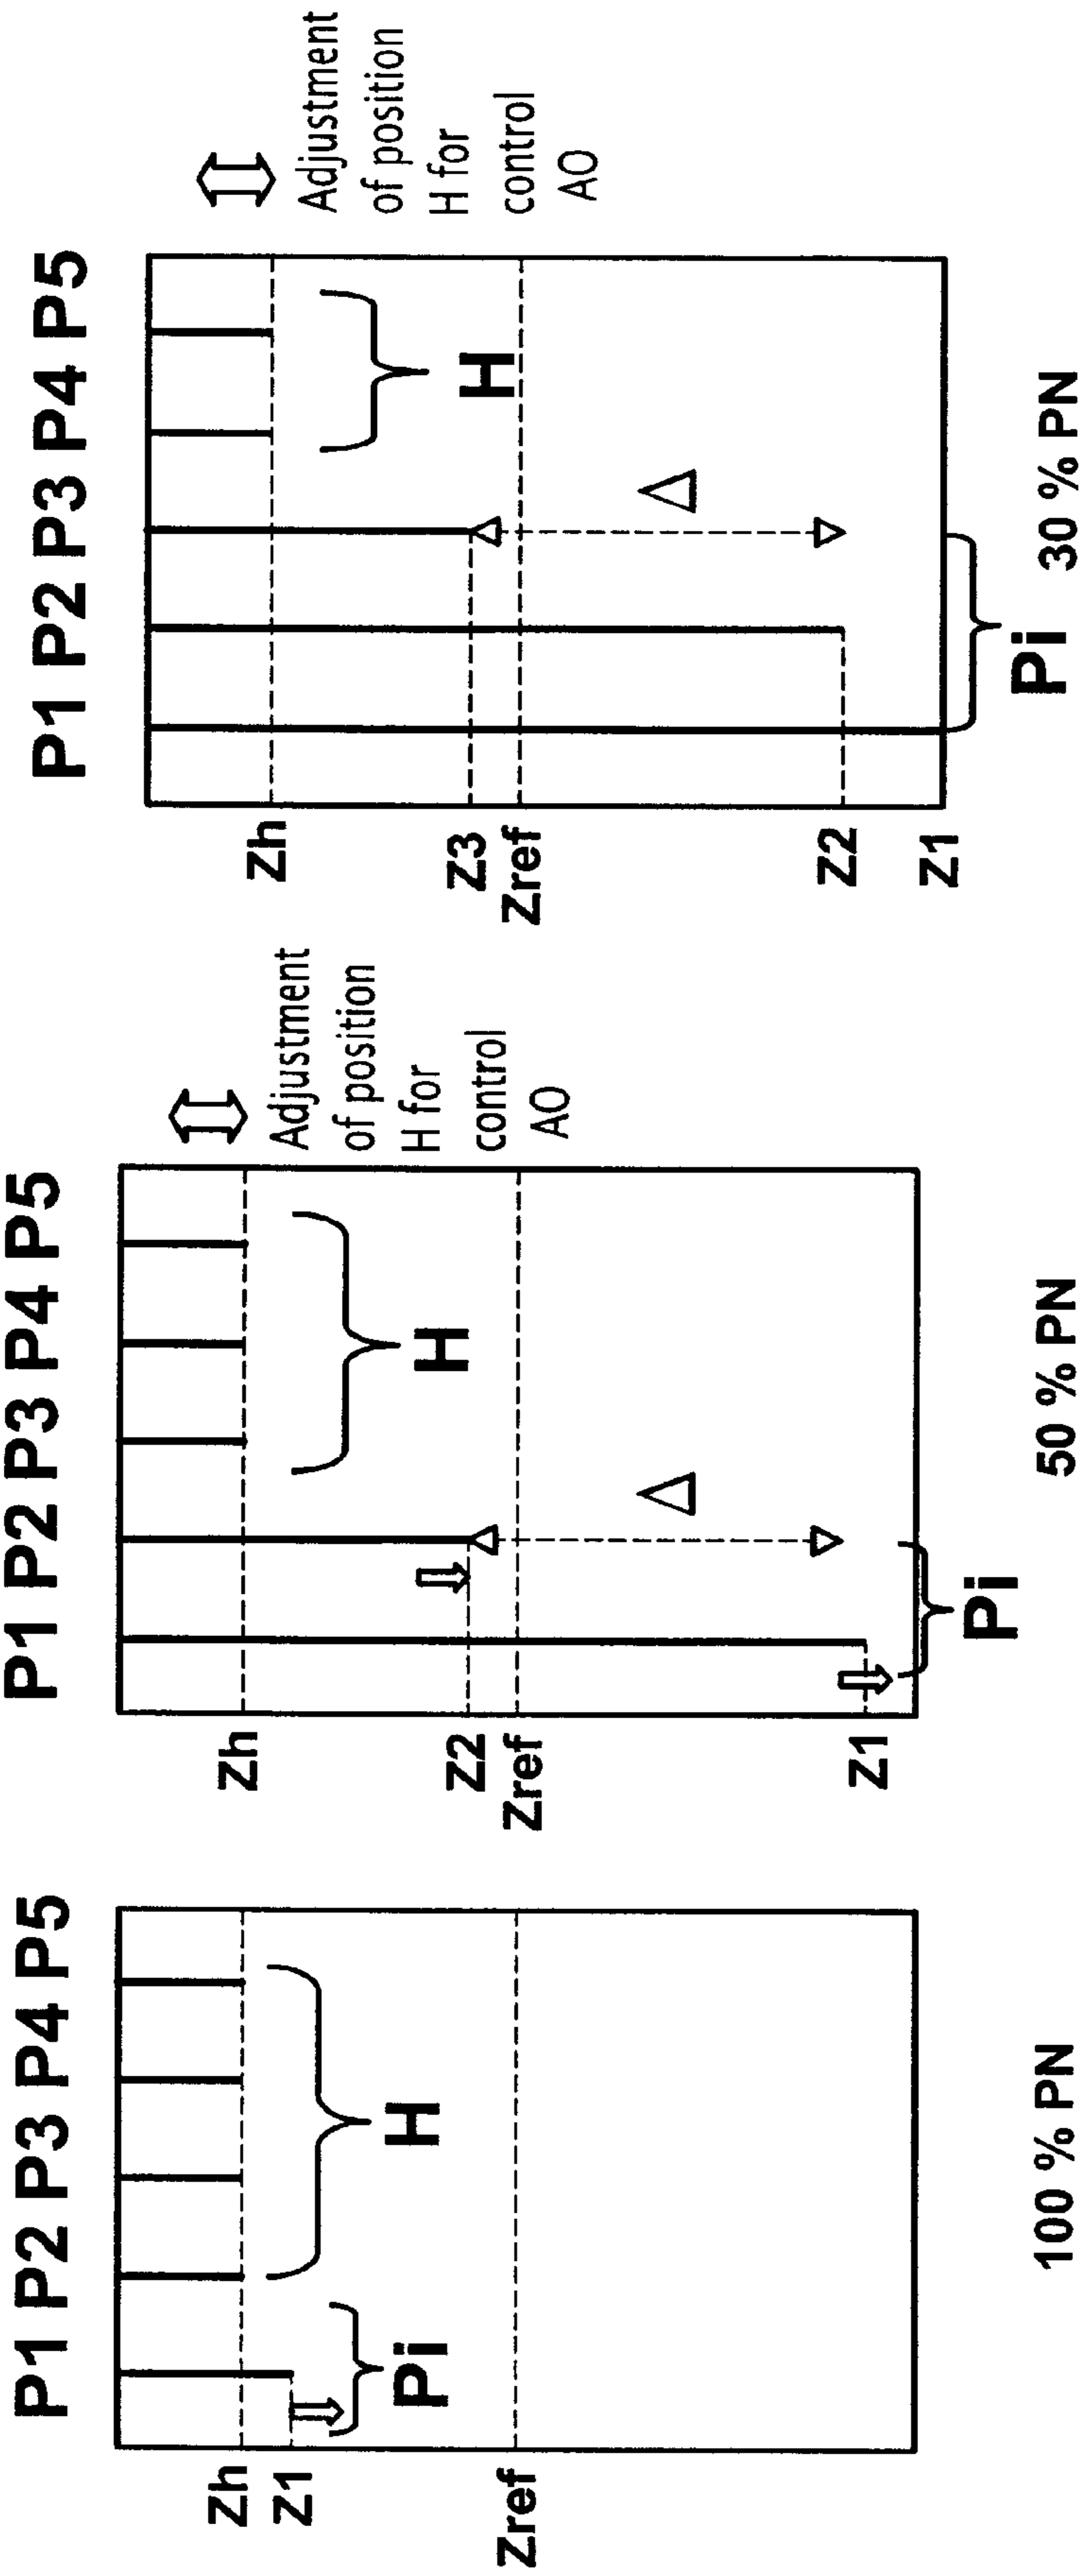 P1 P2 P3 P4 P5
Zh
Z1
Zref
Pi
H
100 % PN
P1 P2 P3 P4 P5
Zh
Z2
Zref
Z1
H
Δ
Pi
50 % PN
Adjustment
of position
H for
control
AO
P1 P2 P3 P4 P5
Zh
Z3
Zref
Z2
Z1
H
Δ
Pi
30 % PN
Adjustment
of position
H for
control
AO